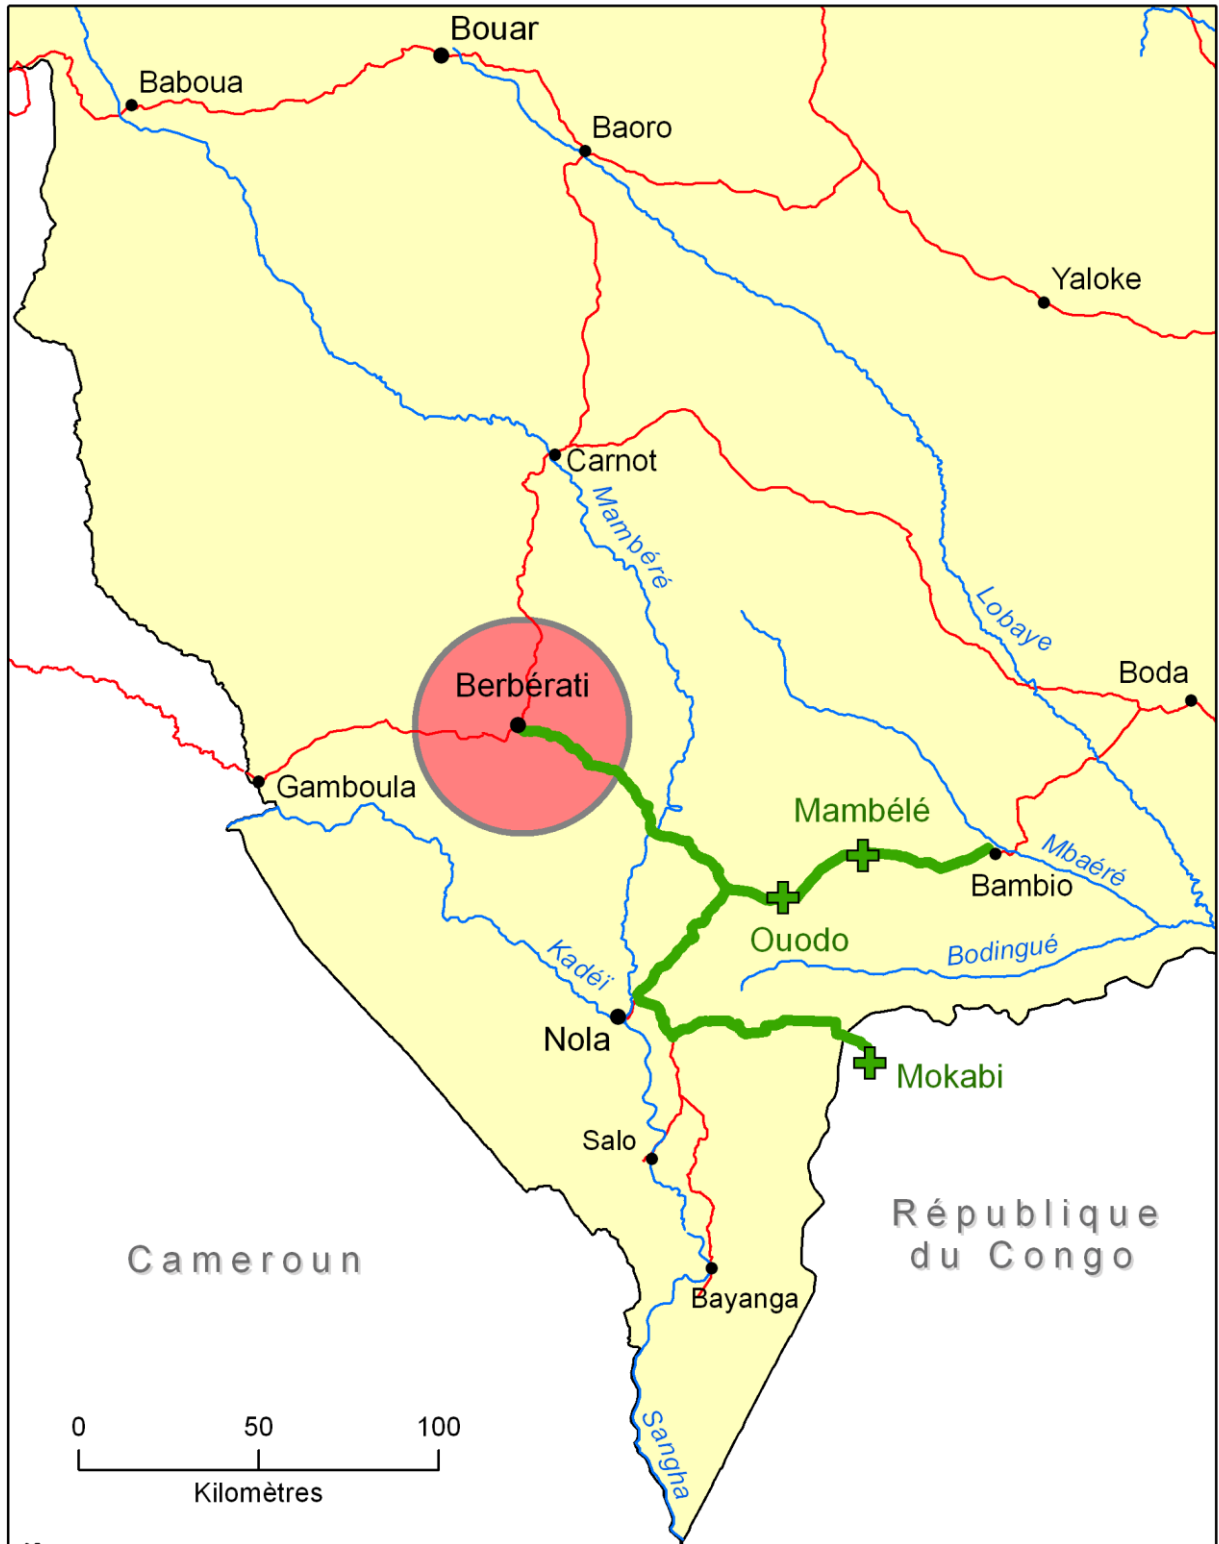 Bouar
Baboua
Baoro
Yaloke
Carnot
Mambéré
Lobaye
Boda
Berbérati
Gamboula
Mambélé
Mbaéré
Bambio
Ouodo
Bodingué
Kadéï
Nola
Mokabi
Salo
République
du Congo
Cameroun
Bayanga
Sangha
0 50 100
Kilomètres